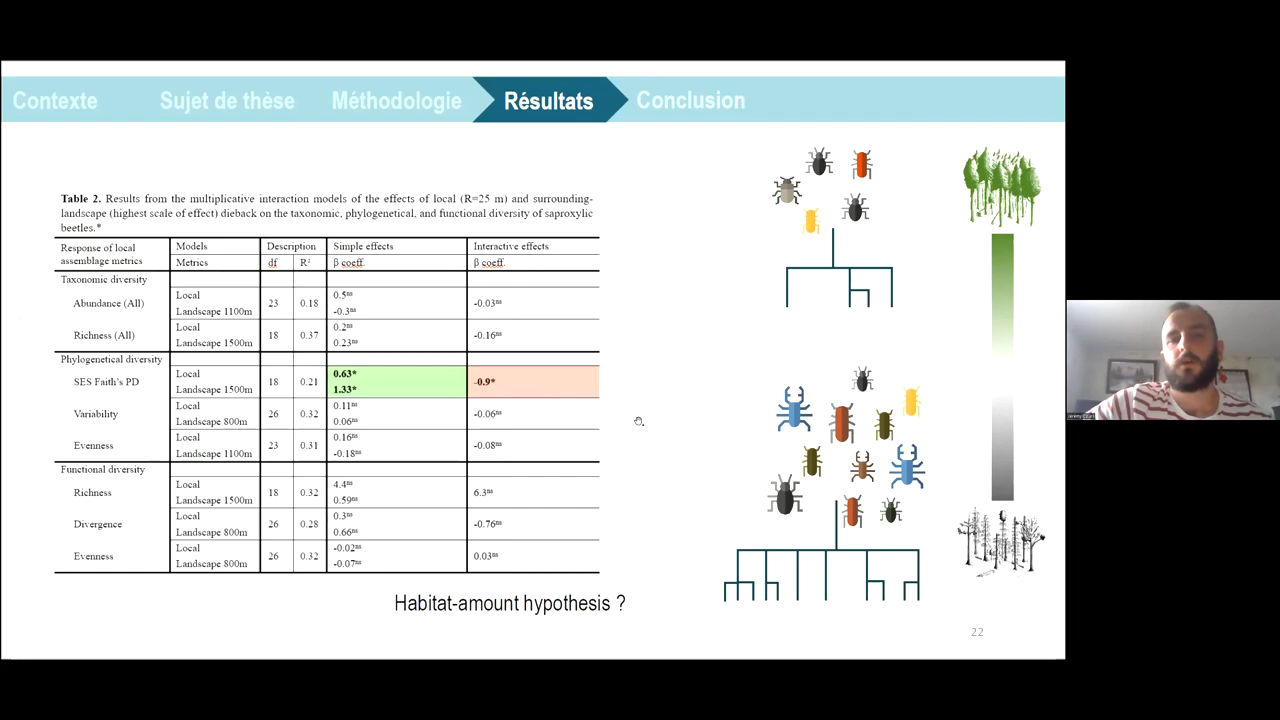 Contexte Sujet de thèse Méthodologie Résultats Conclusion
Table 2. Results from the multiplicative interaction models of the effects of local (R=25 m) and surrounding-
landscape (highest scale of effect) dieback on the taxonomic, phylogenetical, and functional diversity of saproxylic
beetles.*
Response of local assemblage metrics Models Description Simple effects Interactive effects
Metrics df R² β coeff. β coeff.
Taxonomic diversity
Abundance (All) Local 23 0.18 0.5ns -0.03ns
Landscape 1100m -0.3ns
Richness (All) Local 18 0.37 0.2ns -0.16ns
Landscape 1500m 0.23ns
Phylogenetical diversity
SES Faith's PD Local 18 0.21 0.63* -0.9*
Landscape 1500m 1.33*
Variability Local 26 0.32 0.11ns -0.06ns
Landscape 800m 0.06ns
Evenness Local 23 0.31 0.16ns -0.08ns
Landscape 1100m -0.18ns
Functional diversity
Richness Local 18 0.32 4.4ns 6.3ns
Landscape 1500m 0.59ns
Divergence Local 26 0.28 0.3ns -0.76ns
Landscape 800m 0.66ns
Evenness Local 26 0.32 -0.02ns 0.03ns
Landscape 800m -0.07ns
Habitat-amount hypothesis ?
22